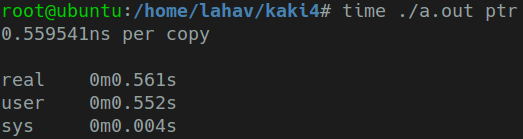 root@ubuntu:/home/lahav/kaki4# time ./a.out ptr
0.559541ns per copy

real    0m0.561s
user    0m0.552s
sys     0m0.004s